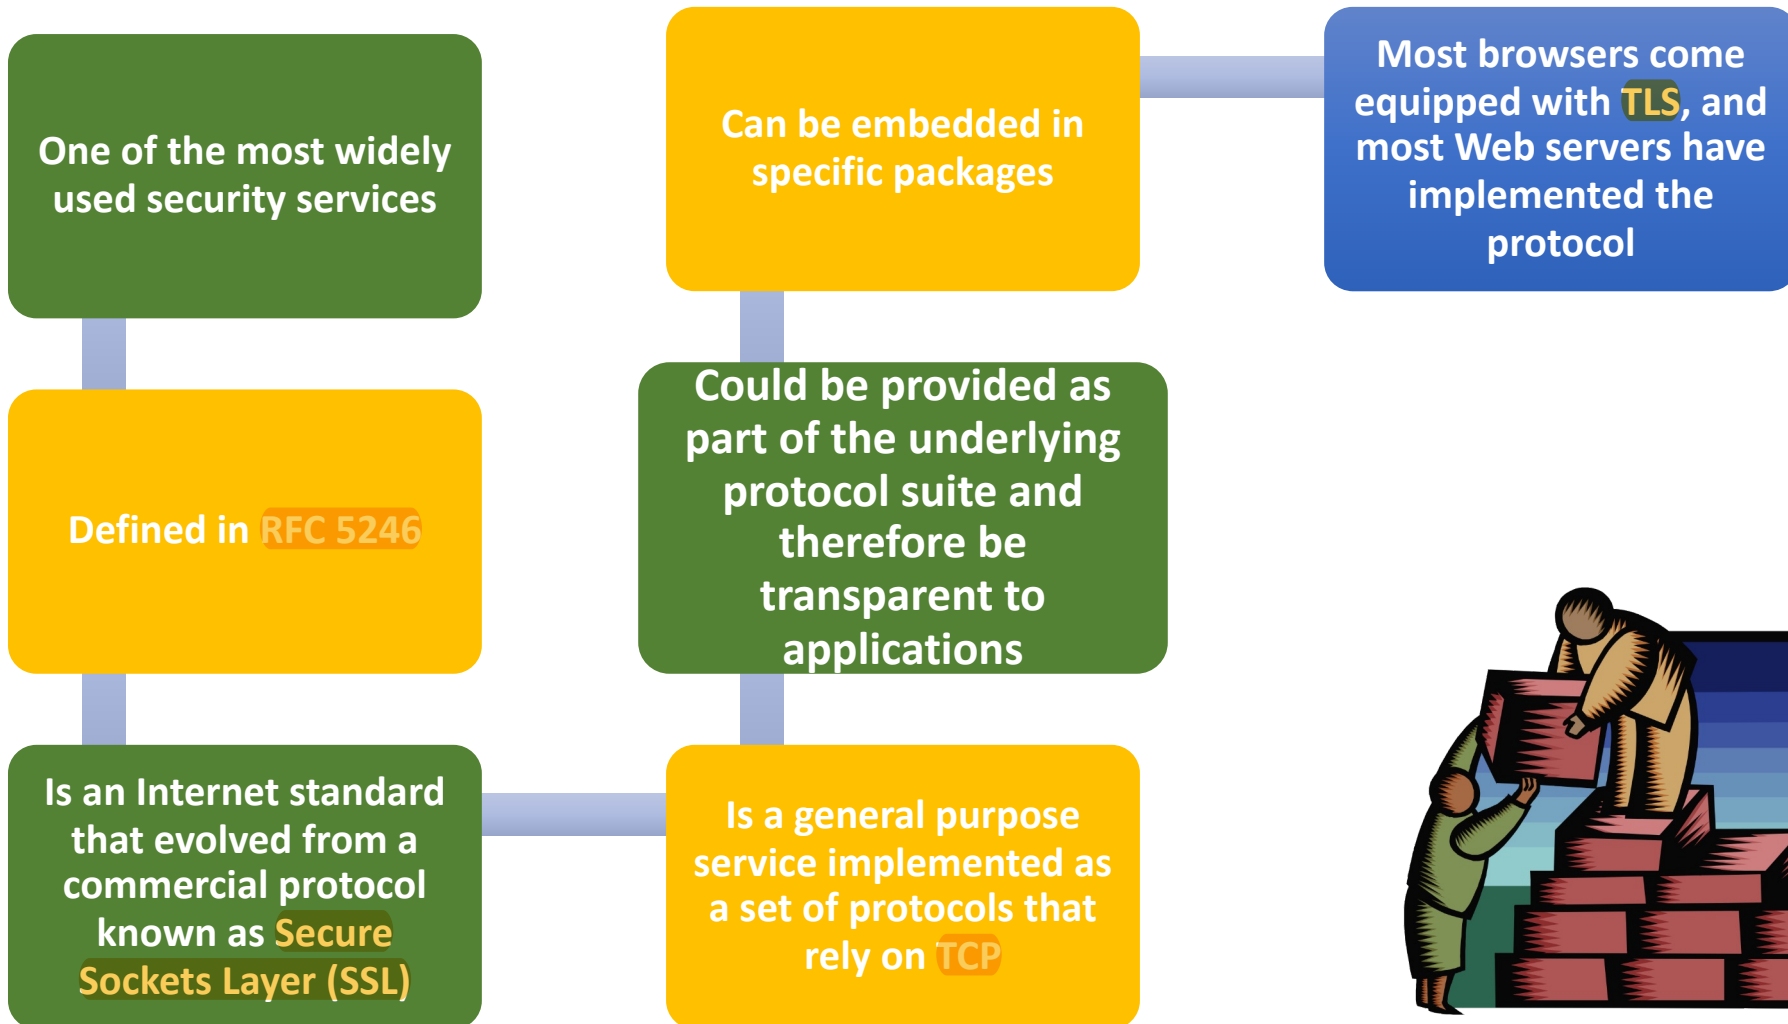 One of the most widely
used security services
Defined in RFC 5246
Is an Internet standard
that evolved from a
commercial protocol
known as Secure
Sockets Layer (SSL)
Is a general purpose
service implemented as
a set of protocols that
rely on TCP
Could be provided as
part of the underlying
protocol suite and
therefore be
transparent to
applications
Can be embedded in
specific packages
Most browsers come
equipped with TLS, and
most Web servers have
implemented the
protocol